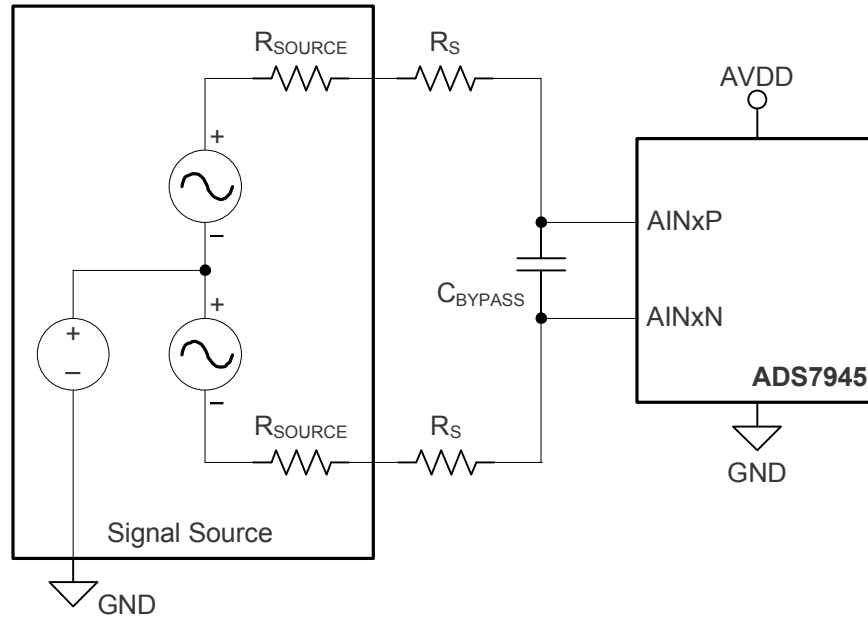 RSOURCE
RS
AVDD
+
−
AINxP
+
+
−
CBYPASS
AINxN
−
ADS7945
RSOURCE
RS
GND
Signal Source
GND